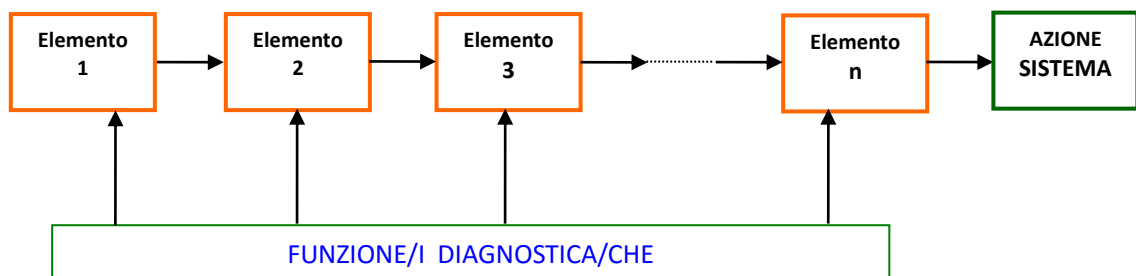 Elemento
1
Elemento
2
Elemento
3
Elemento
n
AZIONE
SISTEMA
FUNZIONE/I DIAGNOSTICA/CHE